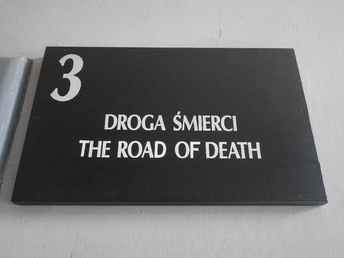 3
DROGA ŚMIERCI
THE ROAD OF DEATH